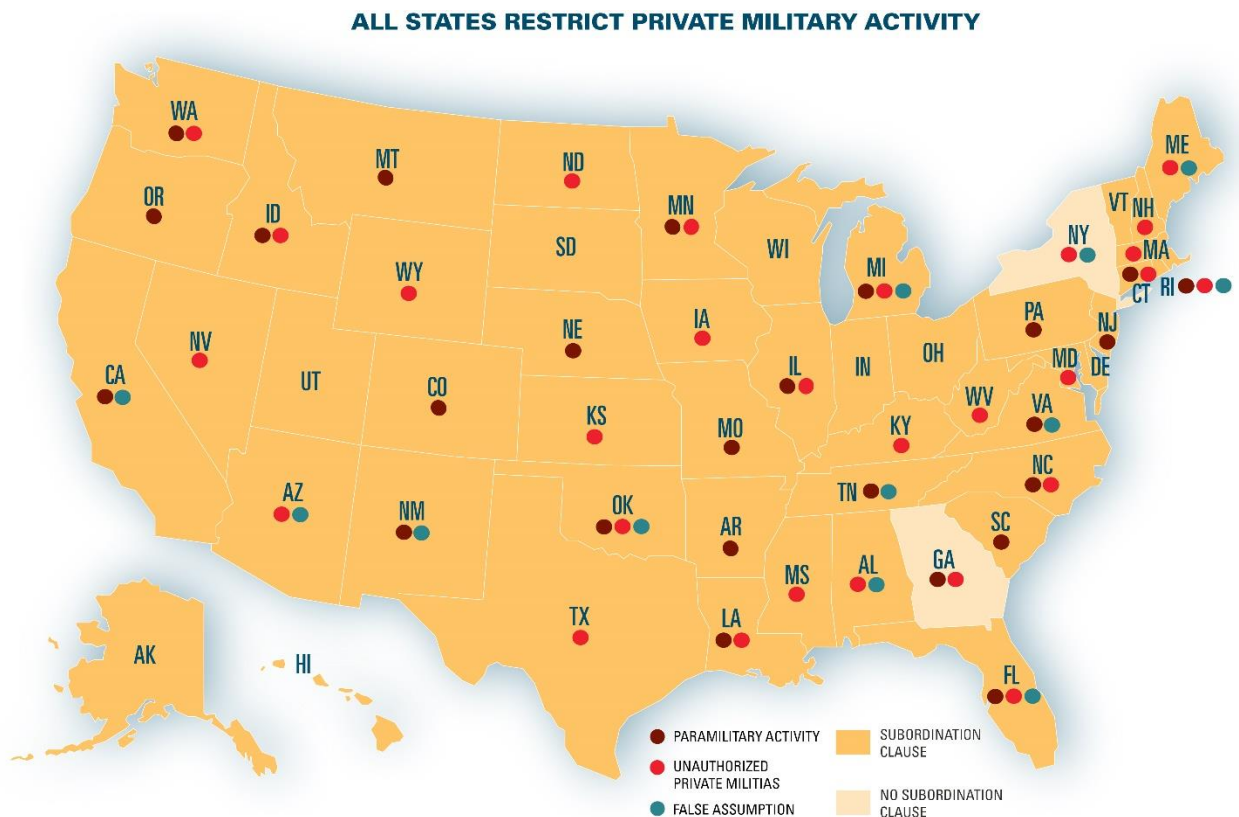 ALL STATES RESTRICT PRIVATE MILITARY ACTIVITY
WA
MT
ND
ME
OR
ID
MN
VT
NH
WI
NY
SD
MI
MA
WY
RI
CT
IA
PA
NE
NJ
NV
OH
MD
IL
IN
DE
CA
UT
CO
WV
VA
KS
MO
KY
NC
AZ
NM
OK
TN
AR
SC
MS
AL
GA
TX
LA
AK
HI
FL
PARAMILITARY ACTIVITY
UNAUTHORIZED
PRIVATE MILITIAS
FALSE ASSUMPTION
SUBORDINATION
CLAUSE
NO SUBORDINATION
CLAUSE